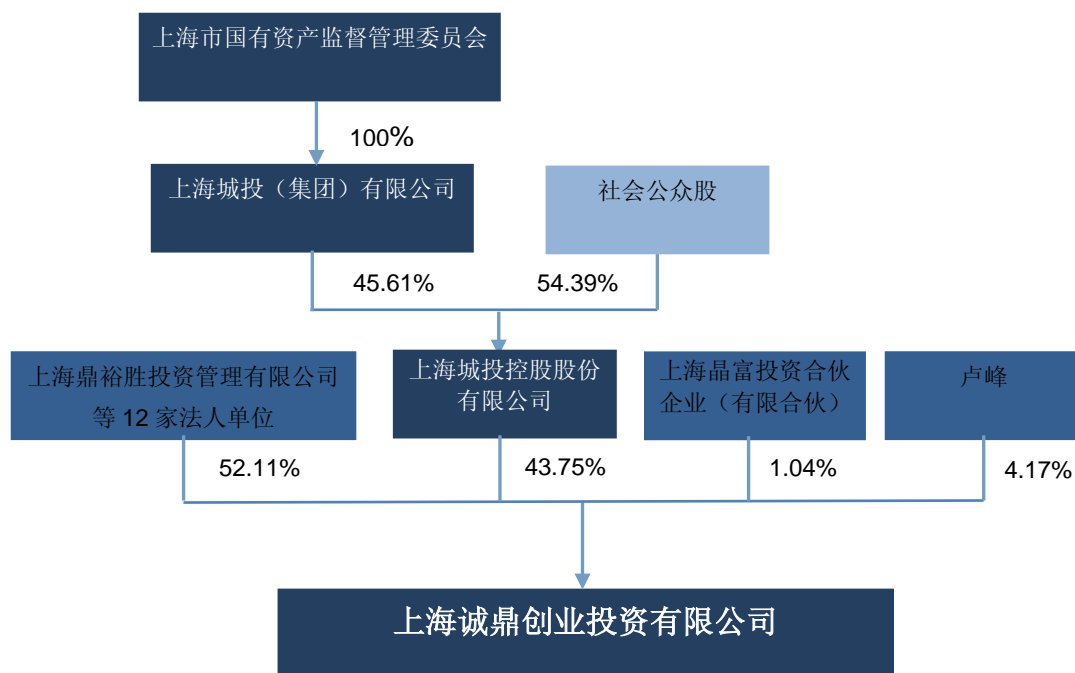 上海市国有资产监督管理委员会
100%
上海城投（集团）有限公司
社会公众股
45.61%
54.39%
上海鼎裕胜投资管理有限公司
等 12 家法人单位
上海城投控股股份
有限公司
上海晶富投资合伙
企业（有限合伙）
卢峰
52.11%
43.75%
1.04%
4.17%
上海诚鼎创业投资有限公司